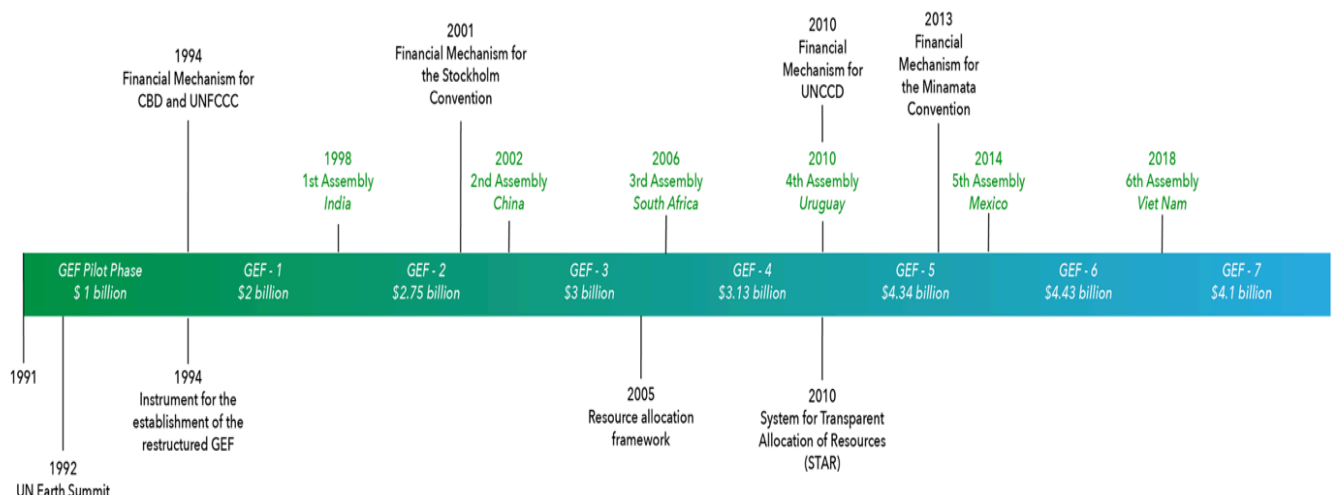 1994
Financial Mechanism for
CBD and UNFCCC
2001
Financial Mechanism for
the Stockholm
Convention
2010
Financial
Mechanism for
UNCCD
2013
Financial
Mechanism for
the Minamata
Convention
1998
1st Assembly
India
2002
2nd Assembly
China
2006
3rd Assembly
South Africa
2010
4th Assembly
Uruguay
2014
5th Assembly
Mexico
2018
6th Assembly
Viet Nam
GEF Pilot Phase
$ 1 billion
GEF - 1
$2 billion
GEF - 2
$2.75 billion
GEF - 3
$3 billion
GEF - 4
$3.13 billion
GEF - 5
$4.34 billion
GEF - 6
$4.43 billion
GEF - 7
$4.1 billion
1991
1992
UN Earth Summit
1994
Instrument for the
establishment of the
restructured GEF
2005
Resource allocation
framework
2010
System for Transparent
Allocation of Resources
(STAR)